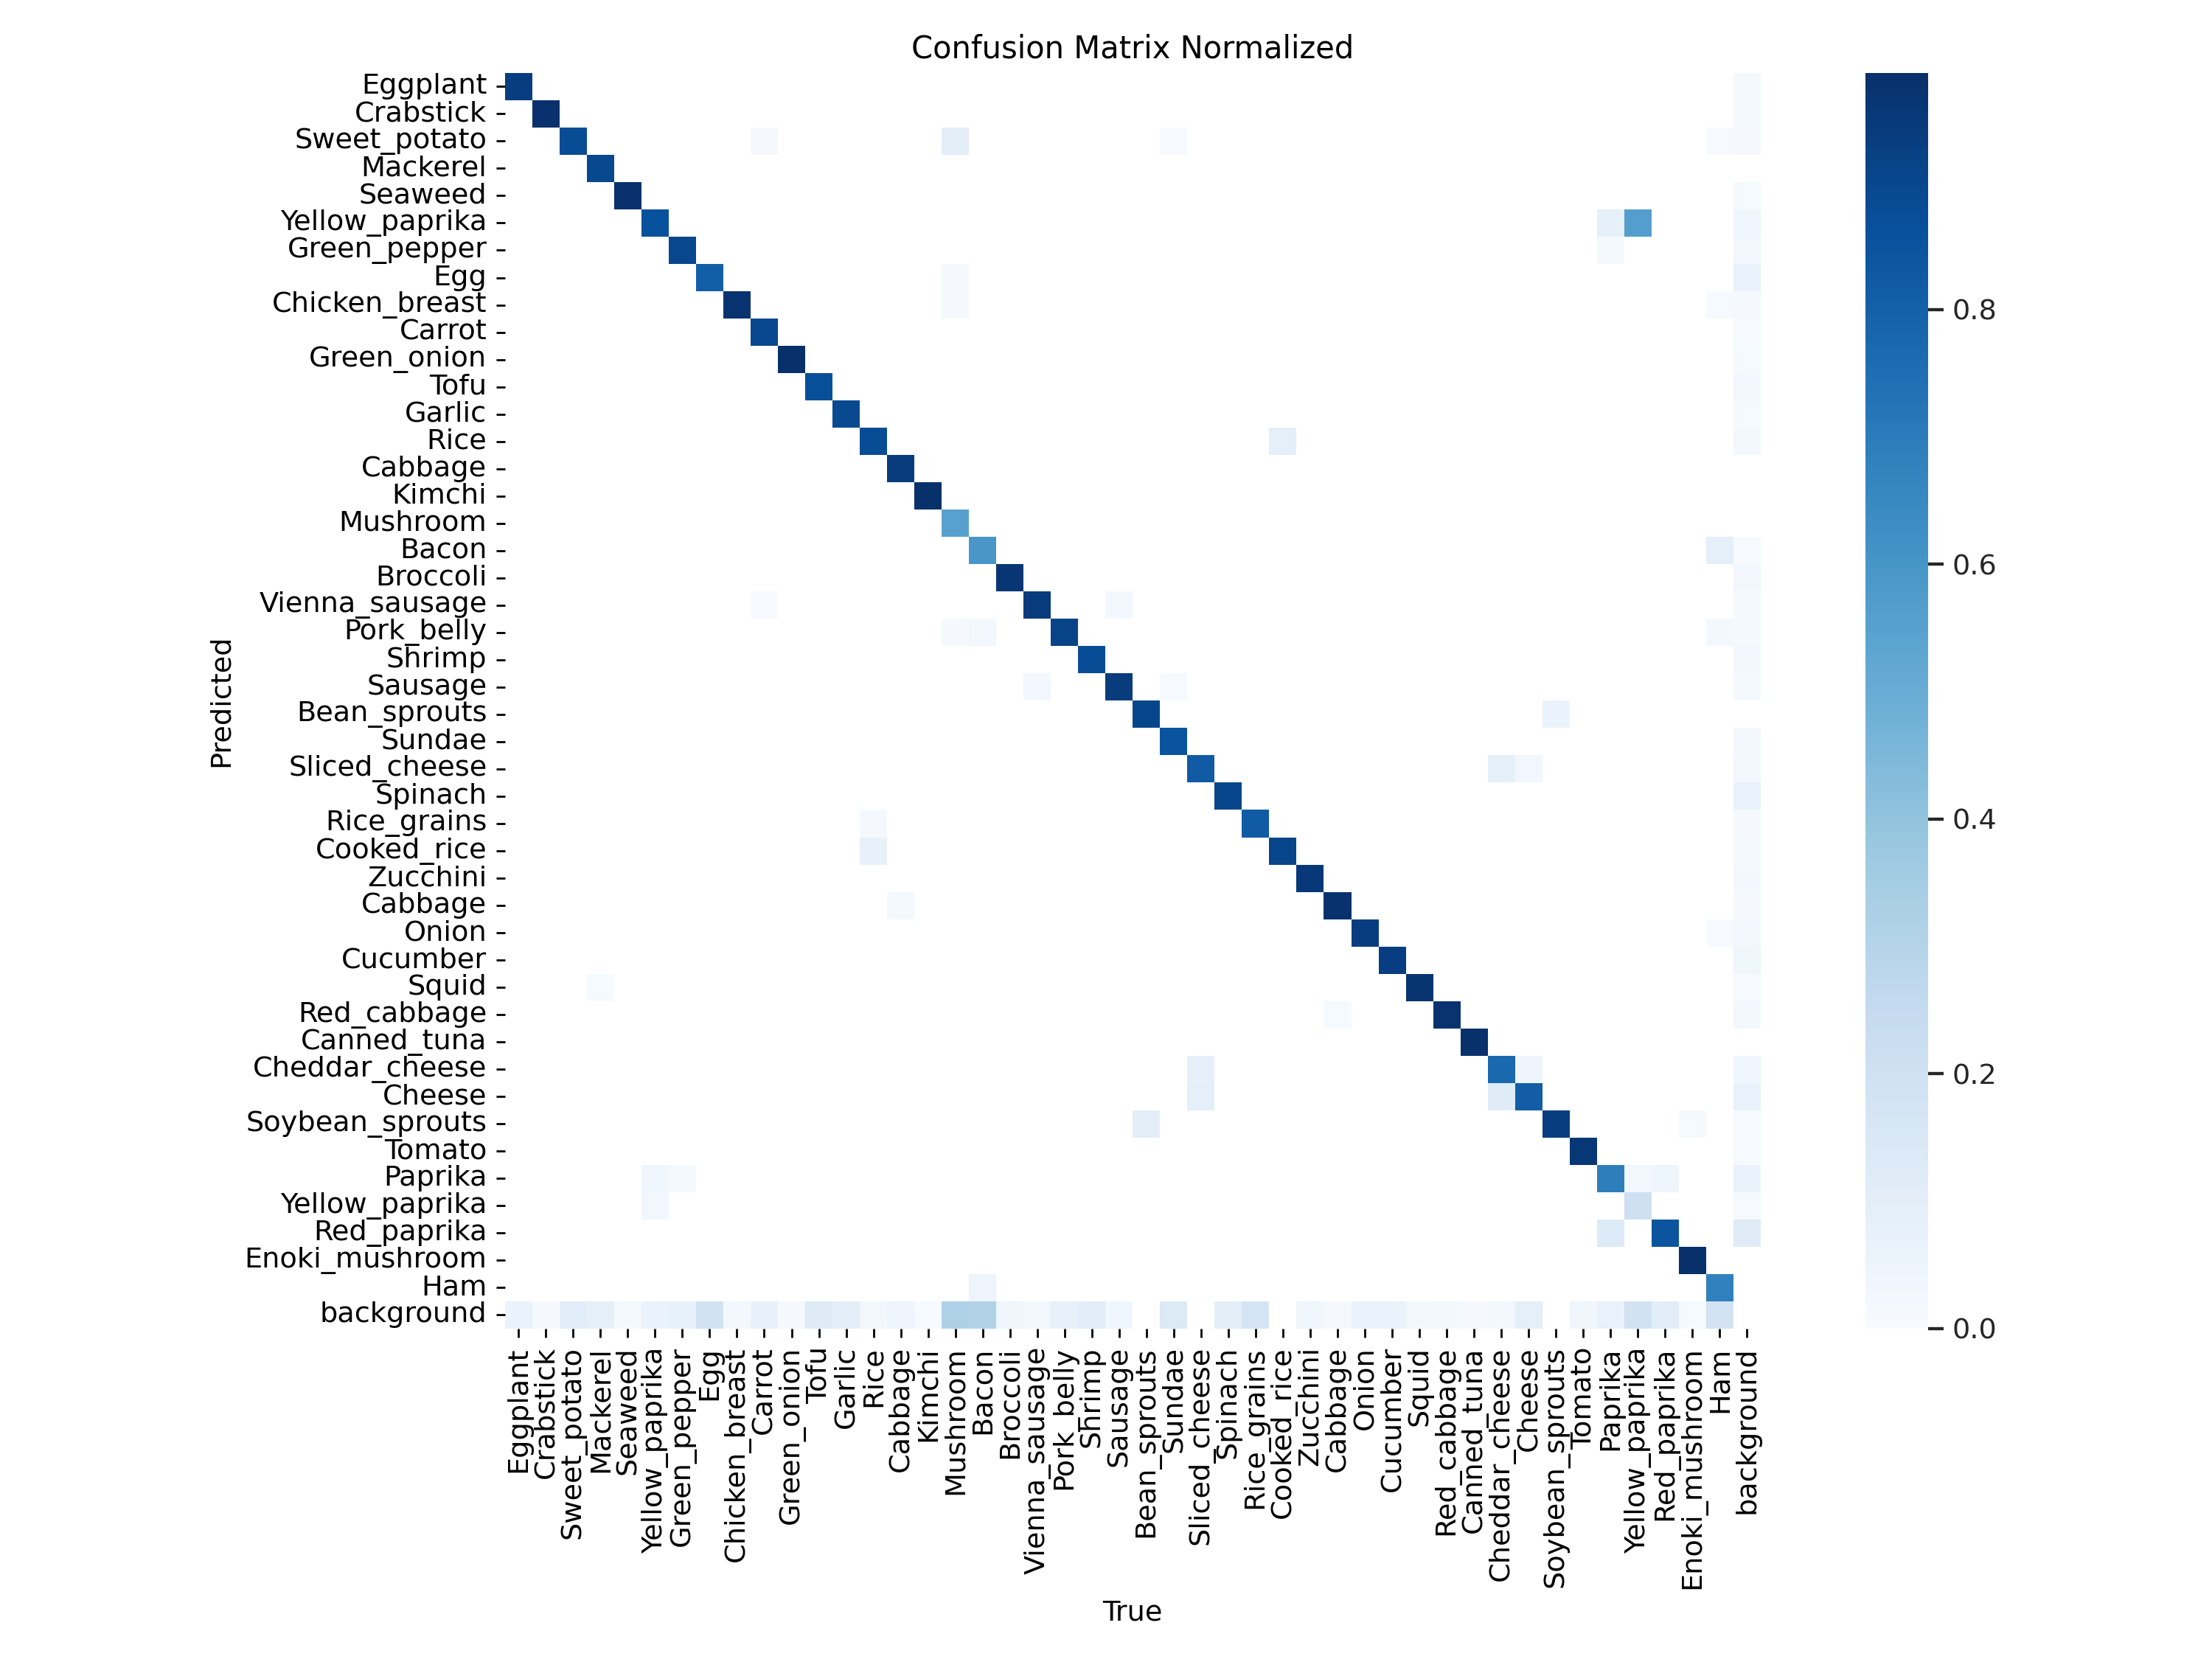 Confusion Matrix Normalized
Eggplant
Crabstick
Sweet_potato
Mackerel
Seaweed
Yellow_paprika
Green_pepper
Egg
Chicken_breast
Carrot
Green_onion
Tofu
Garlic
Rice
Cabbage
Kimchi
Mushroom
Bacon
Broccoli
Vienna_sausage
Pork_belly
Shrimp
Sausage
Bean_sprouts
Sundae
Sliced_cheese
Spinach
Rice_grains
Cooked_rice
Zucchini
Cabbage
Onion
Cucumber
Squid
Red_cabbage
Canned_tuna
Cheddar_cheese
Cheese
Soybean_sprouts
Tomato
Paprika
Yellow_paprika
Red_paprika
Enoki_mushroom
Ham
background
Predicted
Eggplant
Crabstick
Sweet_potato
Mackerel
Seaweed
Yellow_paprika
Green_pepper
Egg
Chicken_breast
Carrot
Green_onion
Tofu
Garlic
Rice
Cabbage
Kimchi
Mushroom
Bacon
Broccoli
Vienna_sausage
Pork_belly
Shrimp
Sausage
Bean_sprouts
Sundae
Sliced_cheese
Spinach
Rice_grains
Cooked_rice
Zucchini
Cabbage
Onion
Cucumber
Squid
Red_cabbage
Canned_tuna
Cheddar_cheese
Cheese
Soybean_sprouts
Tomato
Paprika
Yellow_paprika
Red_paprika
Enoki_mushroom
Ham
background
True
0.8
0.6
0.4
0.2
0.0